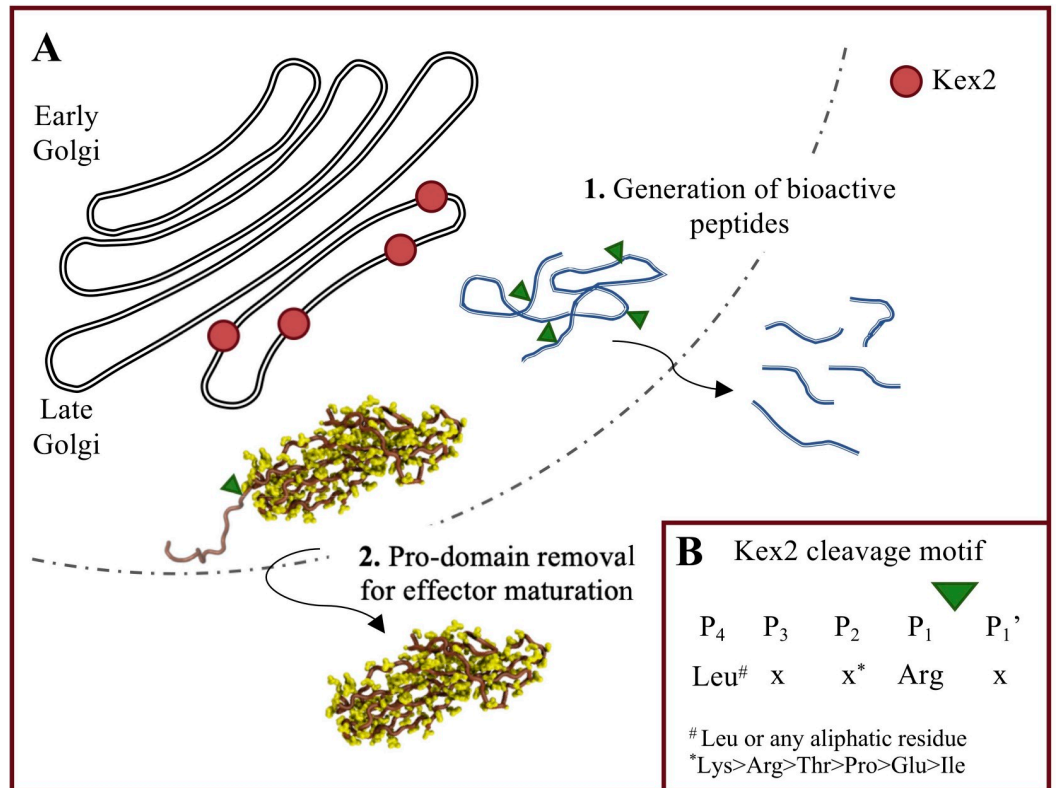 A
Early
Golgi
Kex2
1. Generation of bioactive
peptides
Late
Golgi
2. Pro-domain removal
for effector maturation
B Kex2 cleavage motif
P₄ P₃ P₂ P₁ P₁’
Leu# x x* Arg x
# Leu or any aliphatic residue
*Lys>Arg>Thr>Pro>Glu>Ile